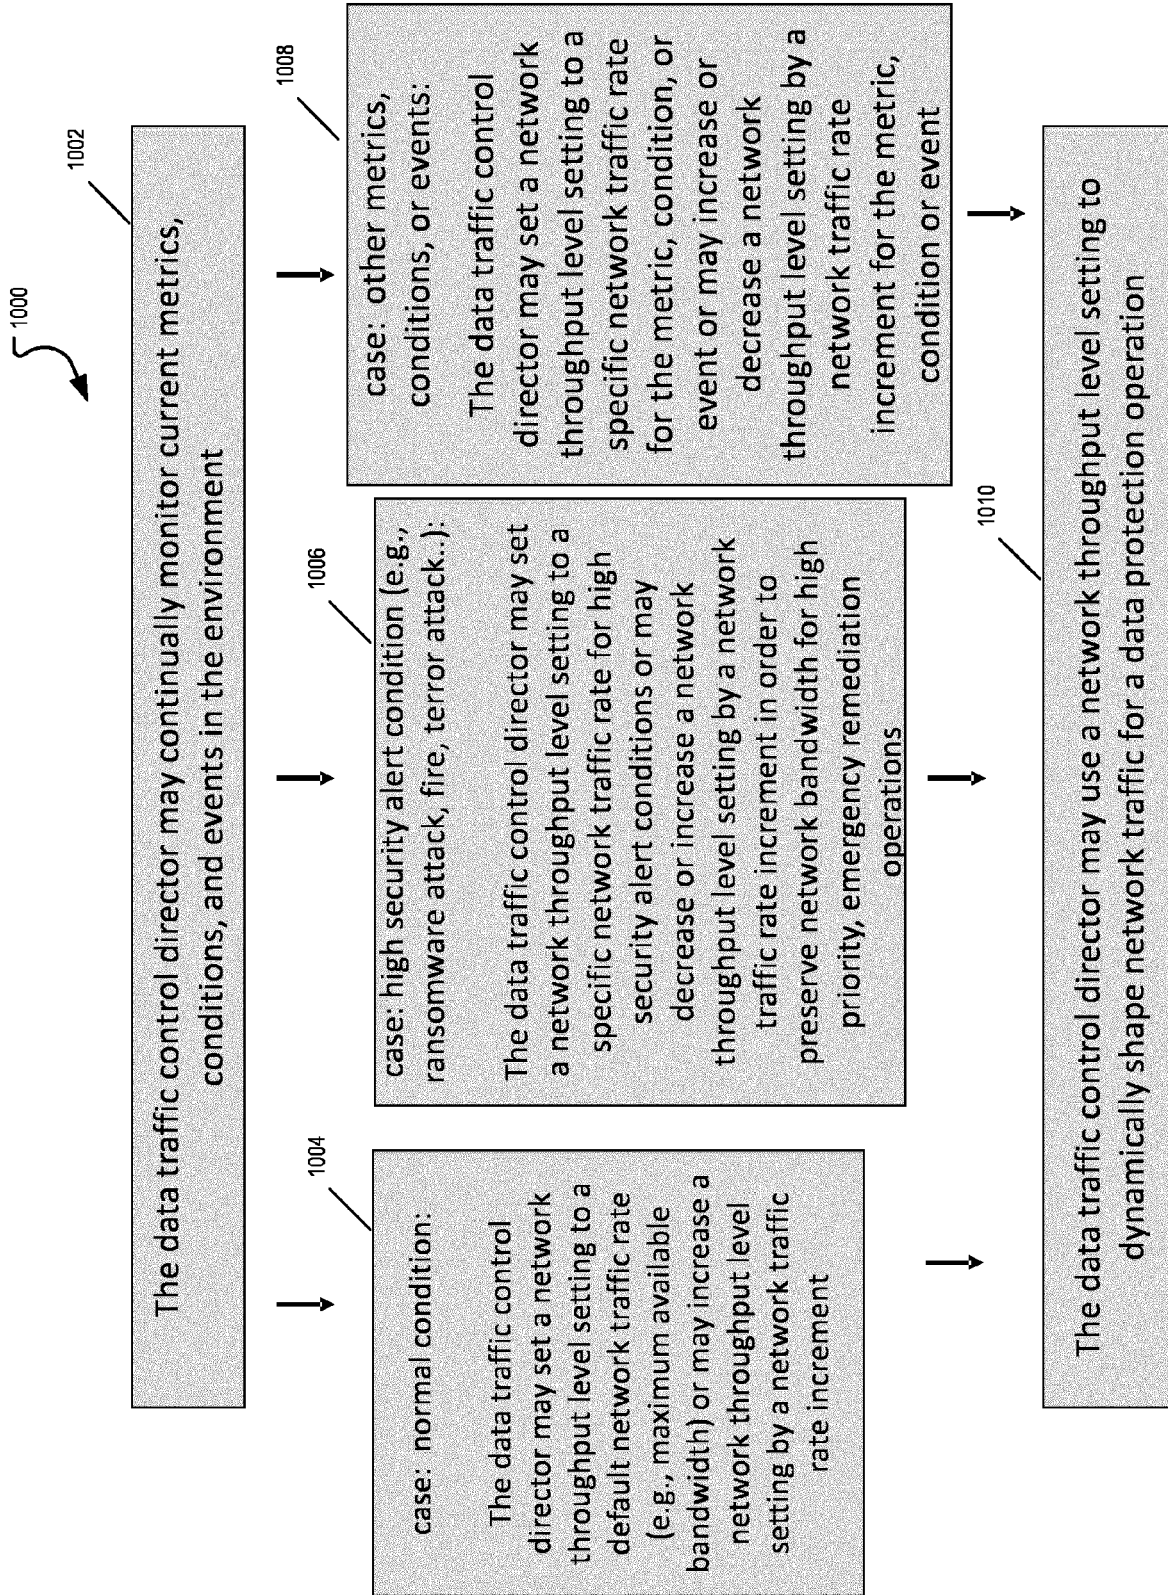 1000
1002
The data traffic control director may continually monitor current metrics,
conditions, and events in the environment
1004
case: normal condition:
The data traffic control
director may set a network
throughput level setting to a
default network traffic rate
(e.g., maximum available
bandwidth) or may increase a
network throughput level
setting by a network traffic
rate increment
1006
case: high security alert condition (e.g.,
ransomware attack, fire, terror attack..):
The data traffic control director may set
a network throughput level setting to a
specific network traffic rate for high
security alert conditions or may
decrease or increase a network
throughput level setting by a network
traffic rate increment in order to
preserve network bandwidth for high
priority, emergency remediation
operations
1008
case: other metrics,
conditions, or events:
The data traffic control
director may set a network
throughput level setting to a
specific network traffic rate
for the metric, condition, or
event or may increase or
decrease a network
throughput level setting by a
network traffic rate
increment for the metric,
condition or event
1010
The data traffic control director may use a network throughput level setting to
dynamically shape network traffic for a data protection operation